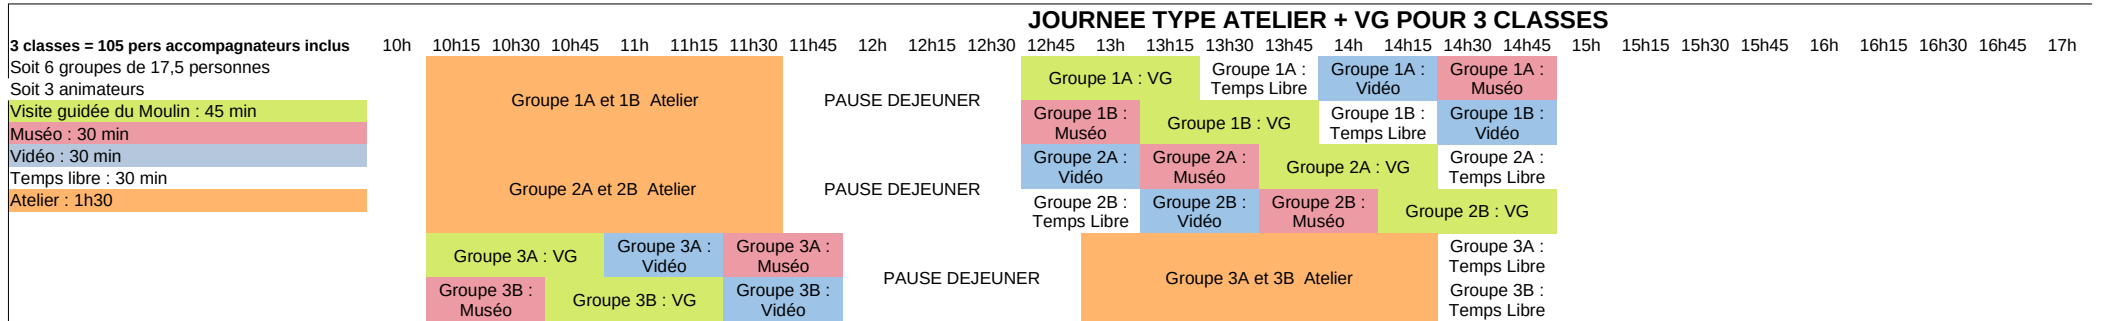 JOURNEE TYPE ATELIER + VG POUR 3 CLASSES
3 classes = 105 pers accompagnateurs inclus 10h 10h15 10h30 10h45 11h 11h15 11h30 11h45 12h 12h15 12h30 12h45 13h 13h15 13h30 13h45 14h 14h15 14h30 14h45 15h 15h15 15h30 15h45 16h 16h15 16h30 16h45 17h
Soit 6 groupes de 17,5 personnes
Soit 3 animateurs
Visite guidée du Moulin : 45 min
Muséo : 30 min
Vidéo : 30 min
Temps libre : 30 min
Atelier : 1h30
Groupe 1A et 1B Atelier
PAUSE DEJEUNER
Groupe 1A : VG
Groupe 1A :
Temps Libre
Groupe 1A :
Vidéo
Groupe 1A :
Muséo
Groupe 1B :
Muséo
Groupe 1B : VG
Groupe 1B :
Temps Libre
Groupe 1B :
Vidéo
Groupe 2A et 2B Atelier
PAUSE DEJEUNER
Groupe 2A :
Vidéo
Groupe 2A :
Muséo
Groupe 2A : VG
Groupe 2A :
Temps Libre
Groupe 2B :
Temps Libre
Groupe 2B :
Vidéo
Groupe 2B :
Muséo
Groupe 2B : VG
Groupe 3A : VG
Groupe 3A :
Vidéo
Groupe 3A :
Muséo
PAUSE DEJEUNER
Groupe 3A et 3B Atelier
Groupe 3A :
Temps Libre
Groupe 3B :
Muséo
Groupe 3B : VG
Groupe 3B :
Vidéo
Groupe 3B :
Temps Libre